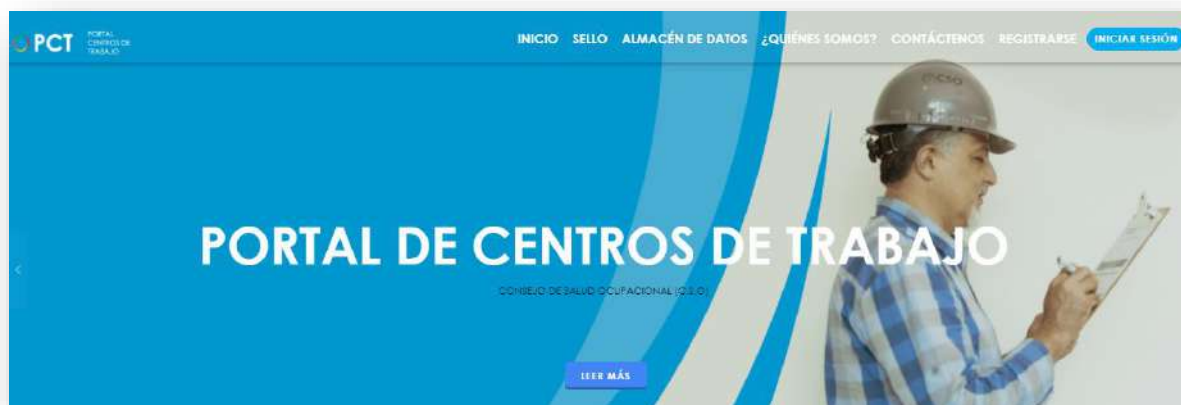 PCT
PORTAL
CENTROS DE
TRABAJO
INICIO SELLO ALMACÉN DE DATOS ¿QUIÉNES SOMOS? CONTÁCTENOS REGISTRARSE INICIAR SESIÓN
CSO
PORTAL DE CENTROS DE TRABAJO
CONSEJO DE SALUD OCUPACIONAL (C.S.O)
LEER MÁS